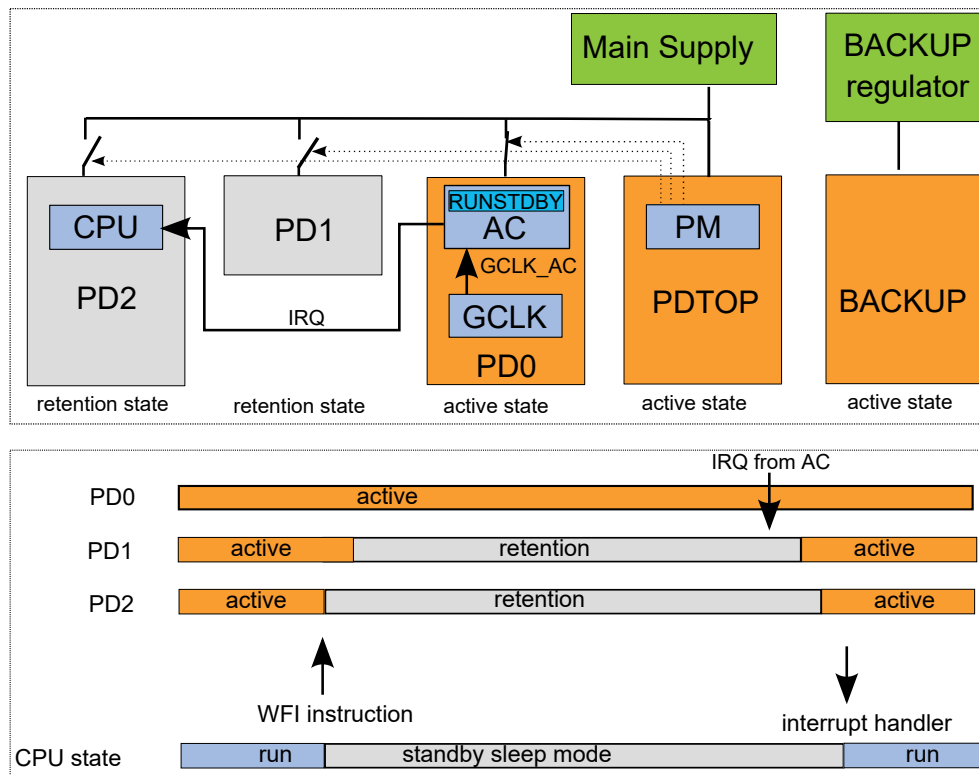 Main Supply
BACKUP
regulator
RUNSTDBY
CPU
AC
PM
PD1
GCLK_AC
PD2
PDTOP
BACKUP
IRQ
GCLK
PD0
retention state
retention state
active state
active state
active state
IRQ from AC
PD0
active
PD1
active
retention
active
PD2
active
retention
active
WFI instruction
interrupt handler
CPU state
run
standby sleep mode
run